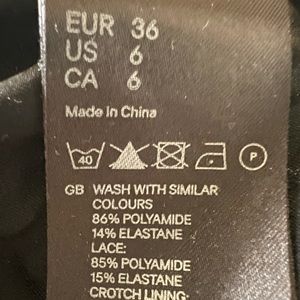 EUR 36
US 6
CA 6
Made in China
40 P
GB WASH WITH SIMILAR
COLOURS
86% POLYAMIDE
14% ELASTANE
LACE:
85% POLYAMIDE
15% ELASTANE
CROTCH LINING: